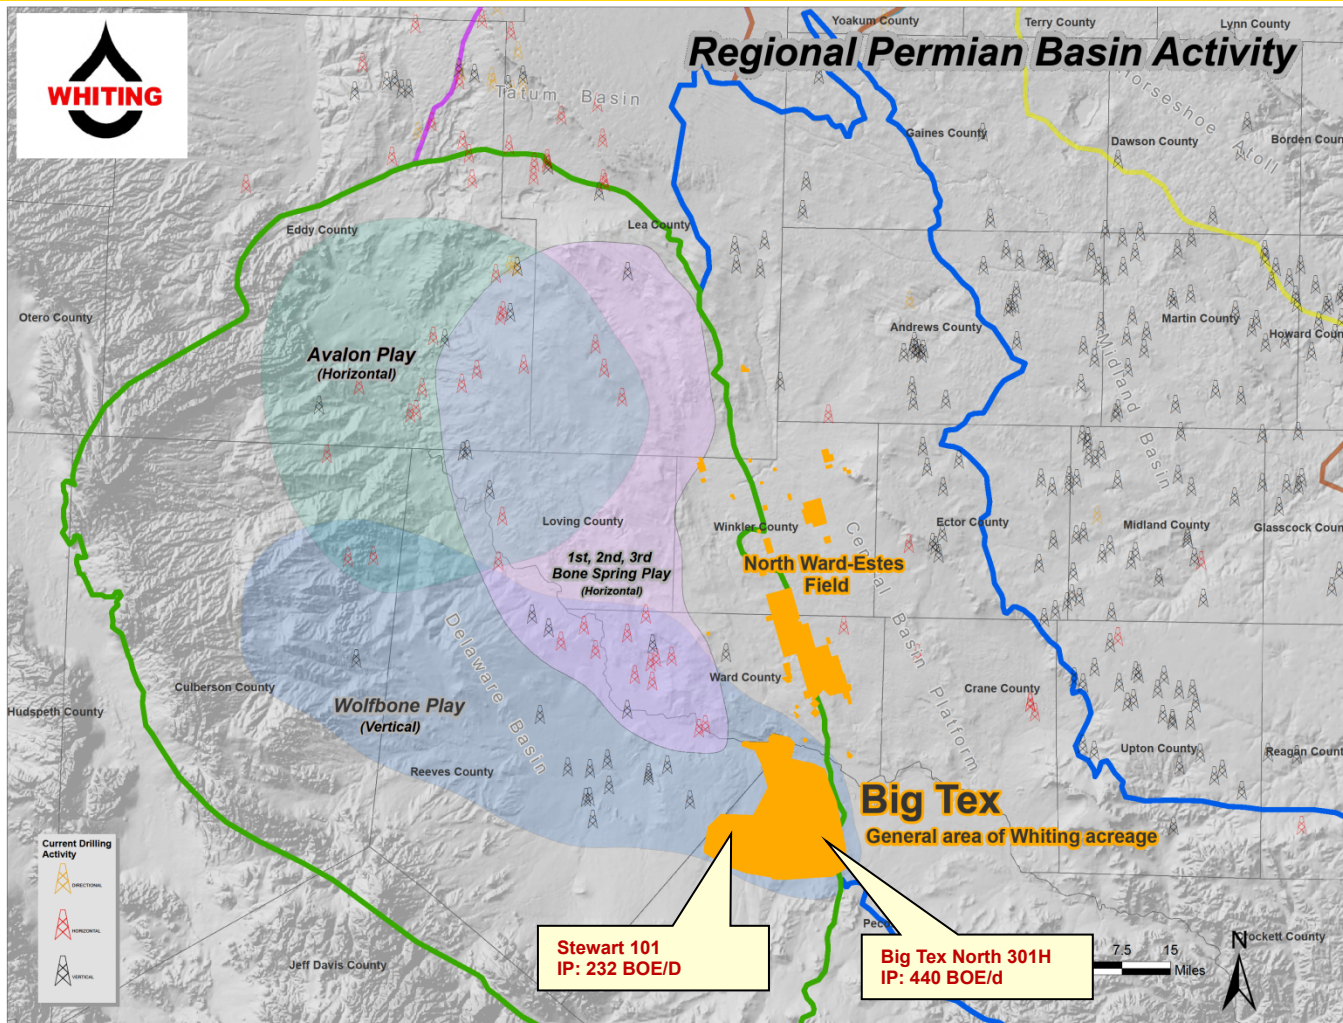 WHITING
Regional Permian Basin Activity
Yoakum County
Terry County
Lynn County
Tatum Basin
Horseshoe Atoll
Gaines County
Dawson County
Borden Coun
Eddy County
Lea County
Otero County
Andrews County
Martin County
Howard Coun
Avalon Play
(Horizontal)
Midland Basin
Loving County
Winkler County
Ector County
Midland County
Glasscock Coun
1st, 2nd, 3rd
Bone Spring Play
(Horizontal)
North Ward-Estes
Field
Central Basin Platform
Delaware Basin
Culberson County
Hudspeth County
Ward County
Crane County
Wolfbone Play
(Vertical)
Reeves County
Upton County
Reagan Count
Big Tex
General area of Whiting acreage
Current Drilling
Activity
DIRECTIONAL
HORIZONTAL
VERTICAL
Jeff Davis County
Stewart 101
IP: 232 BOE/D
Pec
Big Tex North 301H
IP: 440 BOE/d
7.5 15
Miles
N
rockett County